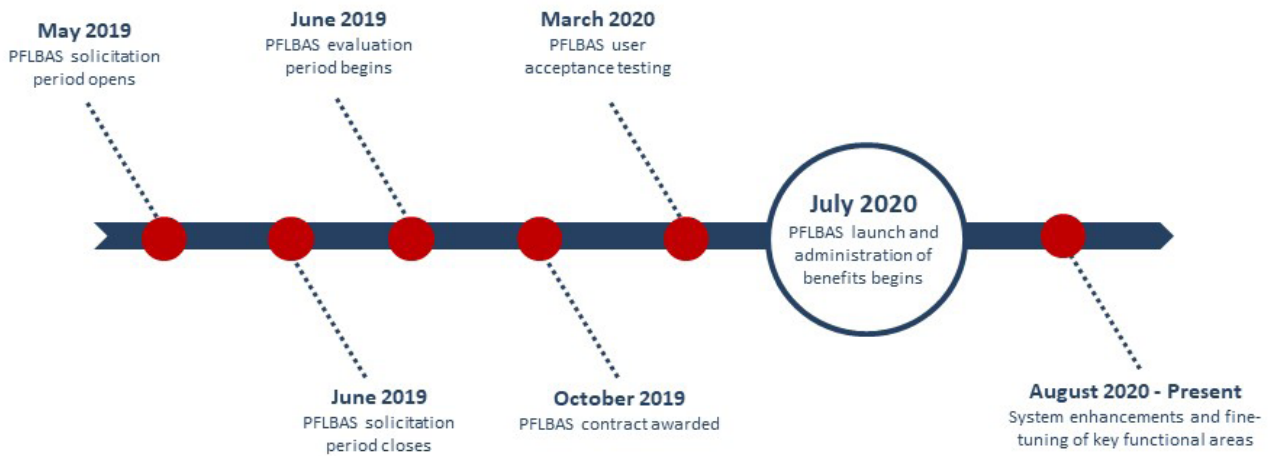 May 2019
PFLBAS solicitation
period opens
June 2019
PFLBAS solicitation
period closes
June 2019
PFLBAS evaluation
period begins
October 2019
PFLBAS contract awarded
March 2020
PFLBAS user
acceptance testing
July 2020
PFLBAS launch and
administration of
benefits begins
August 2020 - Present
System enhancements and fine-
tuning of key functional areas